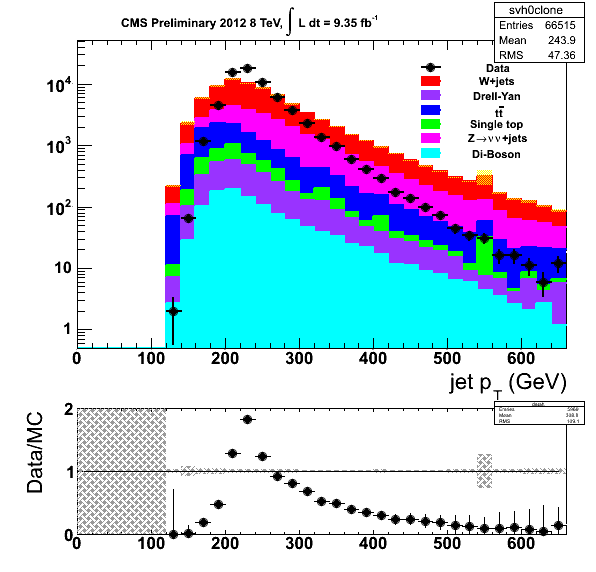 CMS Preliminary 2012 8 TeV, ∫ L dt = 9.35 fb⁻¹
svh0clone
Entries 66515
Mean 243.9
RMS 47.36
Data
W+jets
Drell-Yan
tt̄
Single top
Z→νν+jets
Di-Boson
10⁴
10³
10²
10
1
0 100 200 300 400 500 600
jet p_T (GeV)
Entries
Mean
RMS
Data/MC
2
1
0
0 100 200 300 400 500 600